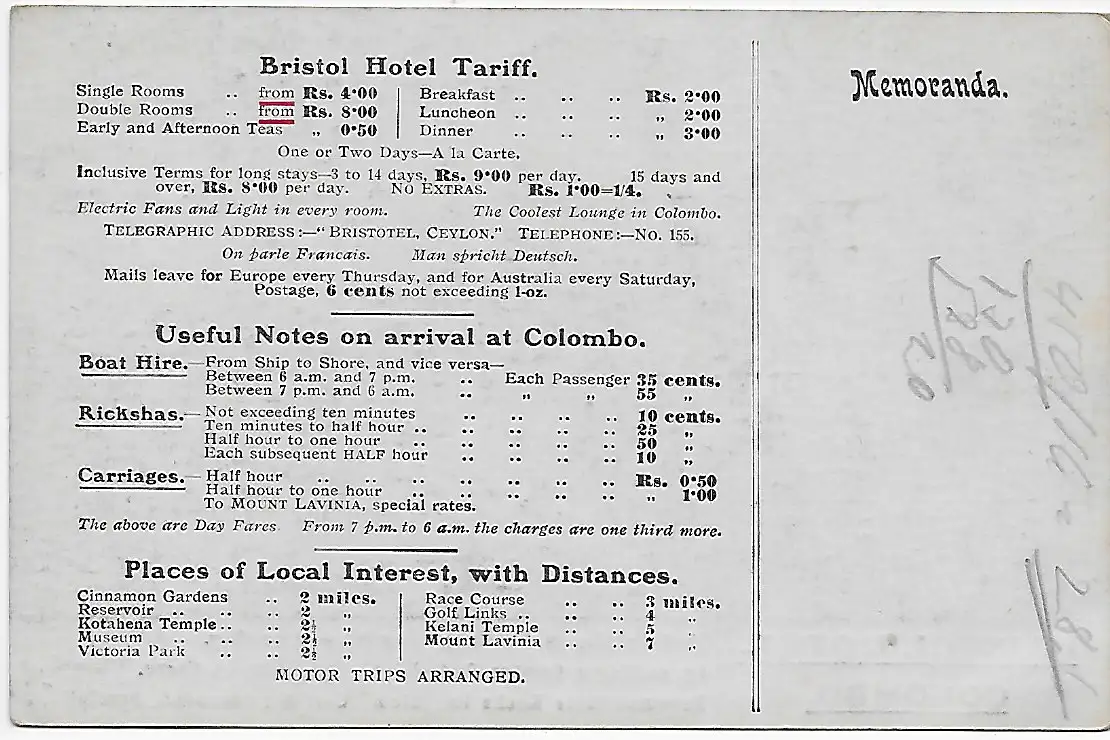 Bristol Hotel Tariff.
Single Rooms .. from Rs. 4·00
Double Rooms .. from Rs. 8·00
Early and Afternoon Teas „ 0·50
Breakfast .. .. .. Rs. 2·00
Luncheon .. .. .. „ 2·00
Dinner .. .. .. „ 3·00
One or Two Days—A la Carte.
Inclusive Terms for long stays—3 to 14 days, Rs. 9·00 per day. 15 days and
over, Rs. 8·00 per day. NO EXTRAS. Rs. 1·00=1/4.
Electric Fans and Light in every room. The Coolest Lounge in Colombo.
TELEGRAPHIC ADDRESS:—“BRISTOTEL, CEYLON.” TELEPHONE:—NO. 155.
On parle Francais. Man spricht Deutsch.
Mails leave for Europe every Thursday, and for Australia every Saturday,
Postage, 6 cents not exceeding 1-oz.
Useful Notes on arrival at Colombo.
Boat Hire.—From Ship to Shore, and vice versa—
Between 6 a.m. and 7 p.m. .. Each Passenger 35 cents.
Between 7 p.m. and 6 a.m. .. „ „ 55 „
Rickshas.—Not exceeding ten minutes .. .. .. .. 10 cents.
Ten minutes to half hour .. .. .. .. .. 25 „
Half hour to one hour .. .. .. .. .. 50 „
Each subsequent HALF hour .. .. .. .. 10 „
Carriages.—Half hour .. .. .. .. .. .. .. Rs. 0·50
Half hour to one hour .. .. .. .. .. „ 1·00
To MOUNT LAVINIA, special rates.
The above are Day Fares From 7 p.m. to 6 a.m. the charges are one third more.
Places of Local Interest, with Distances.
Cinnamon Gardens .. 2 miles.
Reservoir .. .. .. 2 „
Kotahena Temple .. .. 2½ „
Museum .. .. .. 2½ „
Victoria Park .. .. 2½ „
Race Course .. .. 3 miles.
Golf Links .. .. .. 4 „
Kelani Temple .. .. 5 „
Mount Lavinia .. .. 7 „
MOTOR TRIPS ARRANGED.
Memoranda.